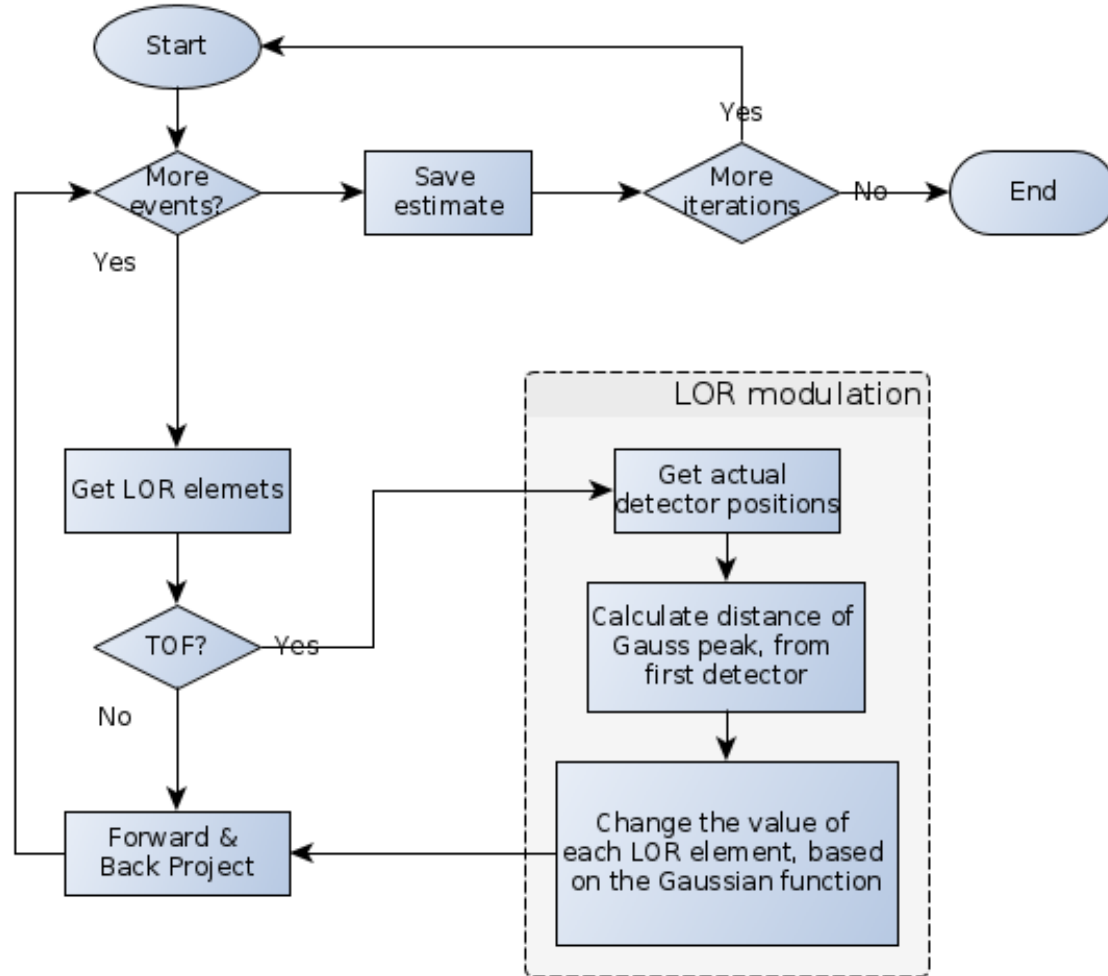 Start
Yes
More
events?
Save
estimate
More
iterations
No
End
Yes
LOR modulation
Get LOR elemets
Get actual
detector positions
TOF?
Yes
Calculate distance of
Gauss peak, from
first detector
No
Forward &
Back Project
Change the value of
each LOR element, based
on the Gaussian function